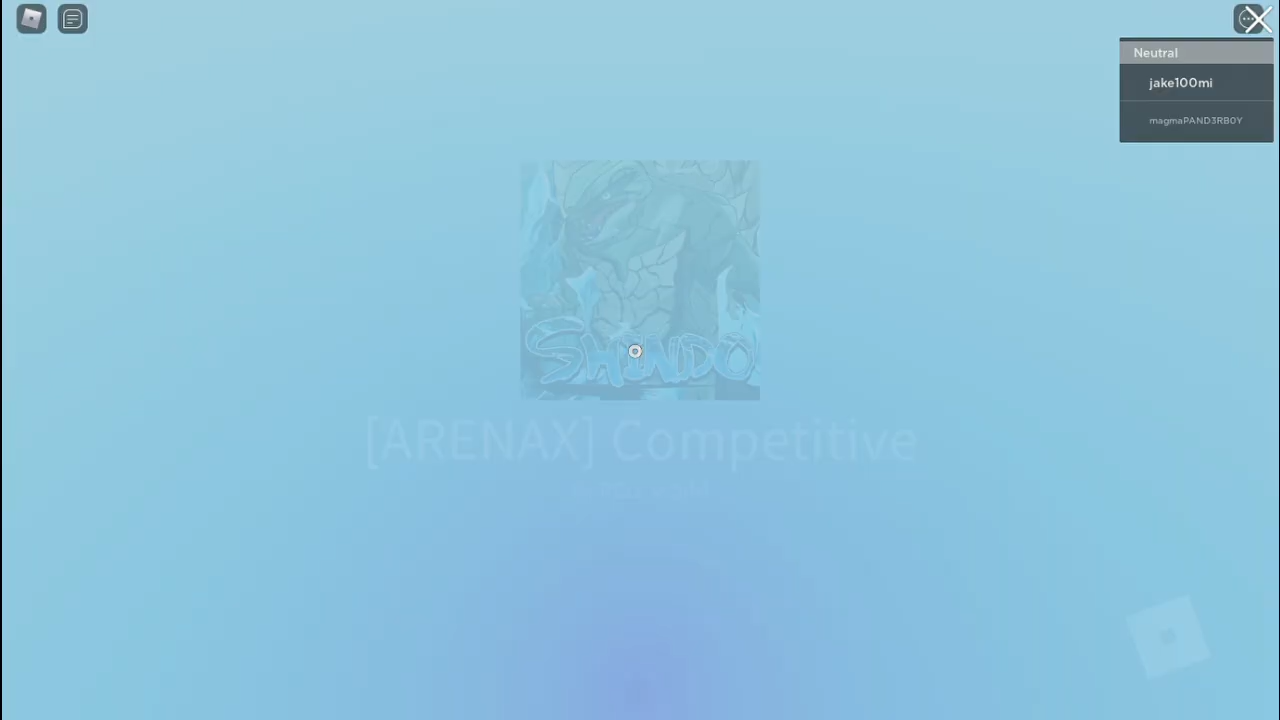 Neutral
jake100mi
magmaPAND3RB0Y
SHINDO
[ARENAX] Competitive